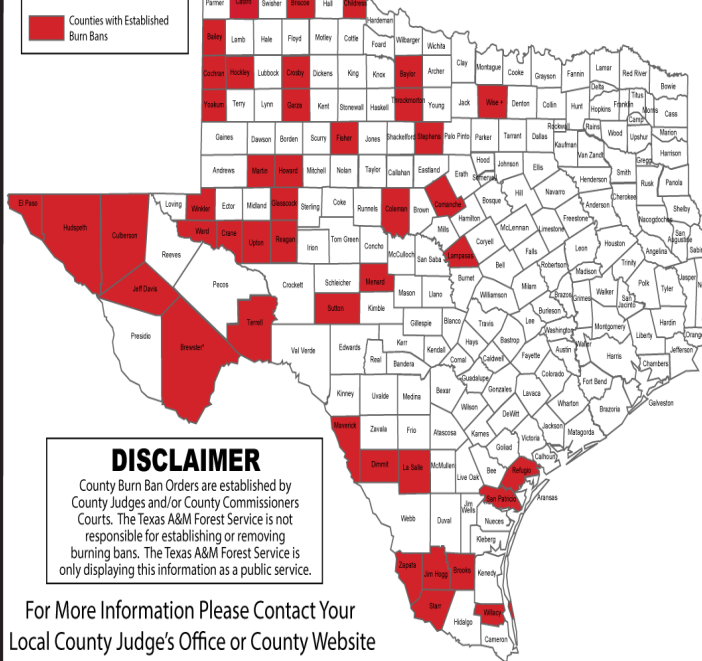 Parmer Castro Swisher Briscoe Hall Childress
Counties with Established
Burn Bans
Hardeman
Bailey Lamb Hale Floyd Motley Cottle Foard Wilbarger Wichita
Clay Montague Cooke Grayson Fannin Lamar Red River Bowie
Cochran Hockley Lubbock Crosby Dickens King Knox Baylor Archer
Delta Titus Franklin Morris Cass
Yoakum Terry Lynn Garza Kent Stonewall Haskell Throckmorton Young Jack Wise + Denton Collin Hunt Hopkins Camp
Rockwall Rains Wood Upshur Marion
Gaines Dawson Borden Scurry Fisher Jones Shackelford Stephens Palo Pinto Parker Tarrant Dallas Kaufman Van Zandt Gregg Harrison
Andrews Martin Howard Mitchell Nolan Taylor Callahan Eastland Erath Hood Somervell Johnson Ellis Henderson Smith Rusk Panola
El Paso Hudspeth Culberson Loving Winkler Ector Midland Glasscock Sterling Coke Runnels Coleman Brown Comanche Hamilton Bosque Hill Navarro Anderson Cherokee Nacogdoches Shelby
Reeves Ward Crane Upton Reagan Irion Tom Green Concho McCulloch San Saba Mills Lampasas Coryell McLennan Limestone Freestone Leon Houston Angelina San Augustine
Jeff Davis Pecos Crockett Schleicher Menard Mason Llano Burnet Bell Falls Robertson Madison Trinity Polk Tyler Jasper
Presidio Brewster* Terrell Sutton Kimble Gillespie Blanco Williamson Milam Brazos Grimes Walker San Jacinto
Val Verde Edwards Real Kerr Bandera Kendall Comal Hays Travis Bastrop Lee Burleson Washington Waller Montgomery Liberty Hardin
Caldwell Fayette Austin Harris Chambers Jefferson
Kinney Uvalde Medina Bexar Guadalupe Gonzales Lavaca Colorado Fort Bend Brazoria Galveston
Wilson DeWitt Wharton
Maverick Zavala Frio Atascosa Karnes Goliad Victoria Jackson Matagorda
Dimmit La Salle McMullen Live Oak Bee Refugio Calhoun
Aransas
San Patricio
Webb Duval Jim Wells Nueces
Kleberg
Zapata Jim Hogg Brooks Kenedy
Starr Hidalgo Willacy
Cameron
DISCLAIMER
County Burn Ban Orders are established by
County Judges and/or County Commissioners
Courts. The Texas A&M Forest Service is not
responsible for establishing or removing
burning bans. The Texas A&M Forest Service is
only displaying this information as a public service.
For More Information Please Contact Your
Local County Judge's Office or County Website